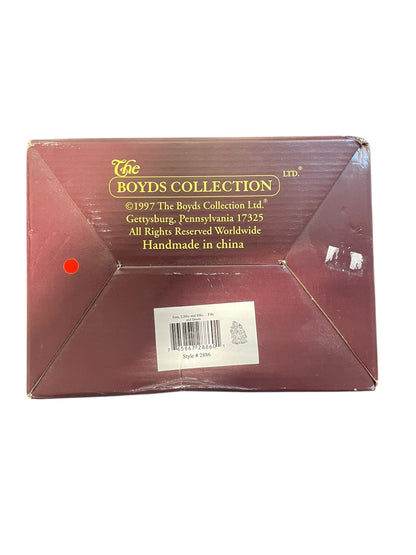 The
BOYDS COLLECTION LTD.®
©1997 The Boyds Collection Ltd.®
Gettysburg, Pennsylvania 17325
All Rights Reserved Worldwide
Handmade in china
and
Style # 2886